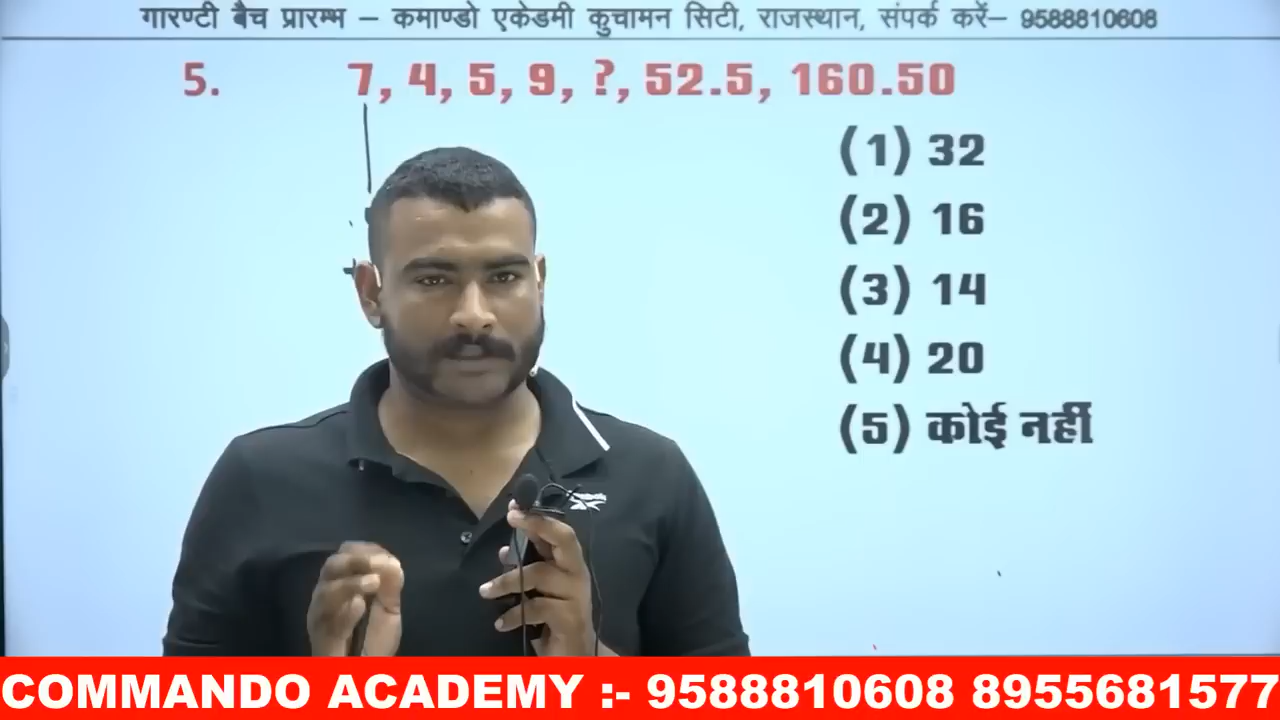 गारण्टी बैच प्रारम्भ – कमाण्डो एकेडमी कुचामन सिटी, राजस्थान, संपर्क करें– 9588810608
5. 7, 4, 5, 9, ?, 52.5, 160.50
(1) 32
(2) 16
(3) 14
(4) 20
(5) कोई नहीं
COMMANDO ACADEMY :- 9588810608 8955681577